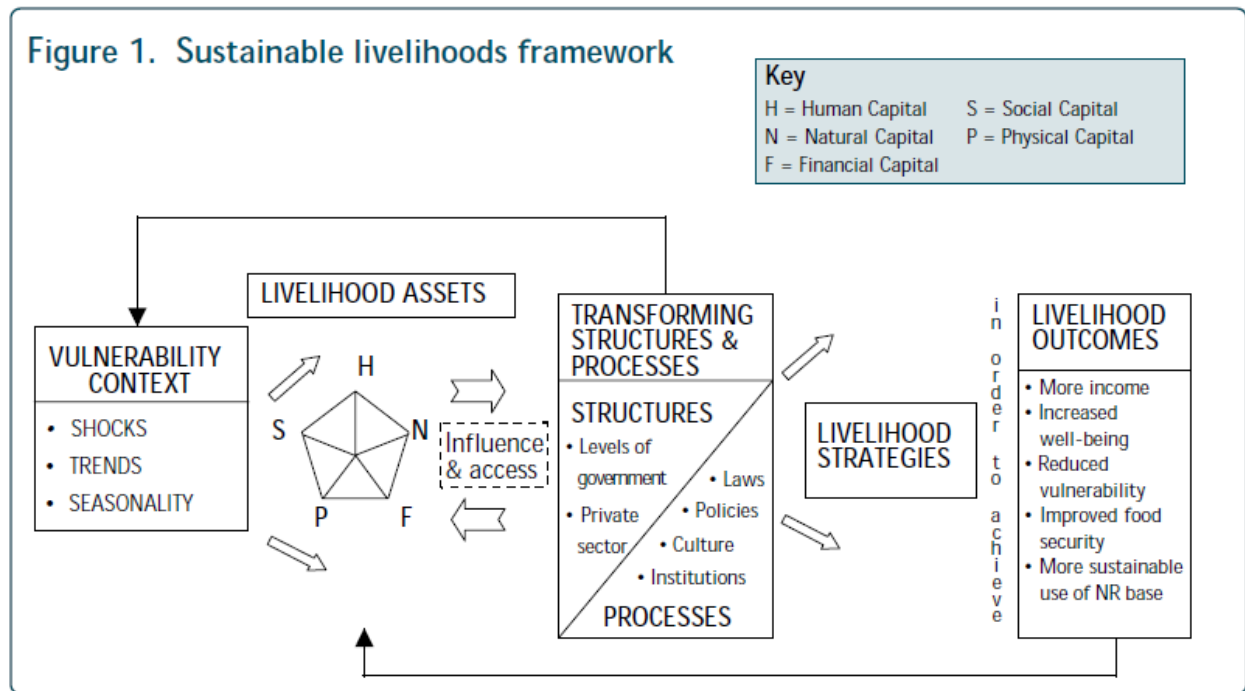 Figure 1. Sustainable livelihoods framework
Key
H = Human Capital S = Social Capital
N = Natural Capital P = Physical Capital
F = Financial Capital
LIVELIHOOD ASSETS
VULNERABILITY
CONTEXT
• SHOCKS
• TRENDS
• SEASONALITY
H
S
N
P
F
Influence
& access
TRANSFORMING
STRUCTURES &
PROCESSES
STRUCTURES
• Levels of
government
• Private
sector
• Laws
• Policies
• Culture
• Institutions
PROCESSES
LIVELIHOOD
STRATEGIES
in order to achieve
LIVELIHOOD
OUTCOMES
• More income
• Increased
well-being
• Reduced
vulnerability
• Improved food
security
• More sustainable
use of NR base